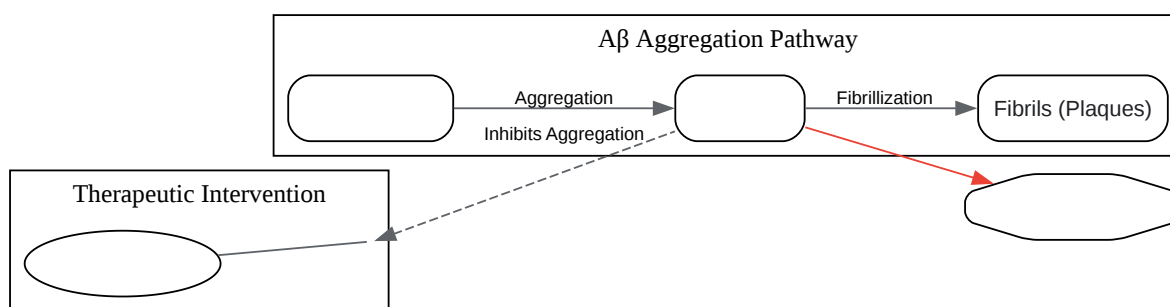 Aβ Aggregation Pathway
Aggregation
Fibrillization
Fibrils (Plaques)
Inhibits Aggregation
Therapeutic Intervention